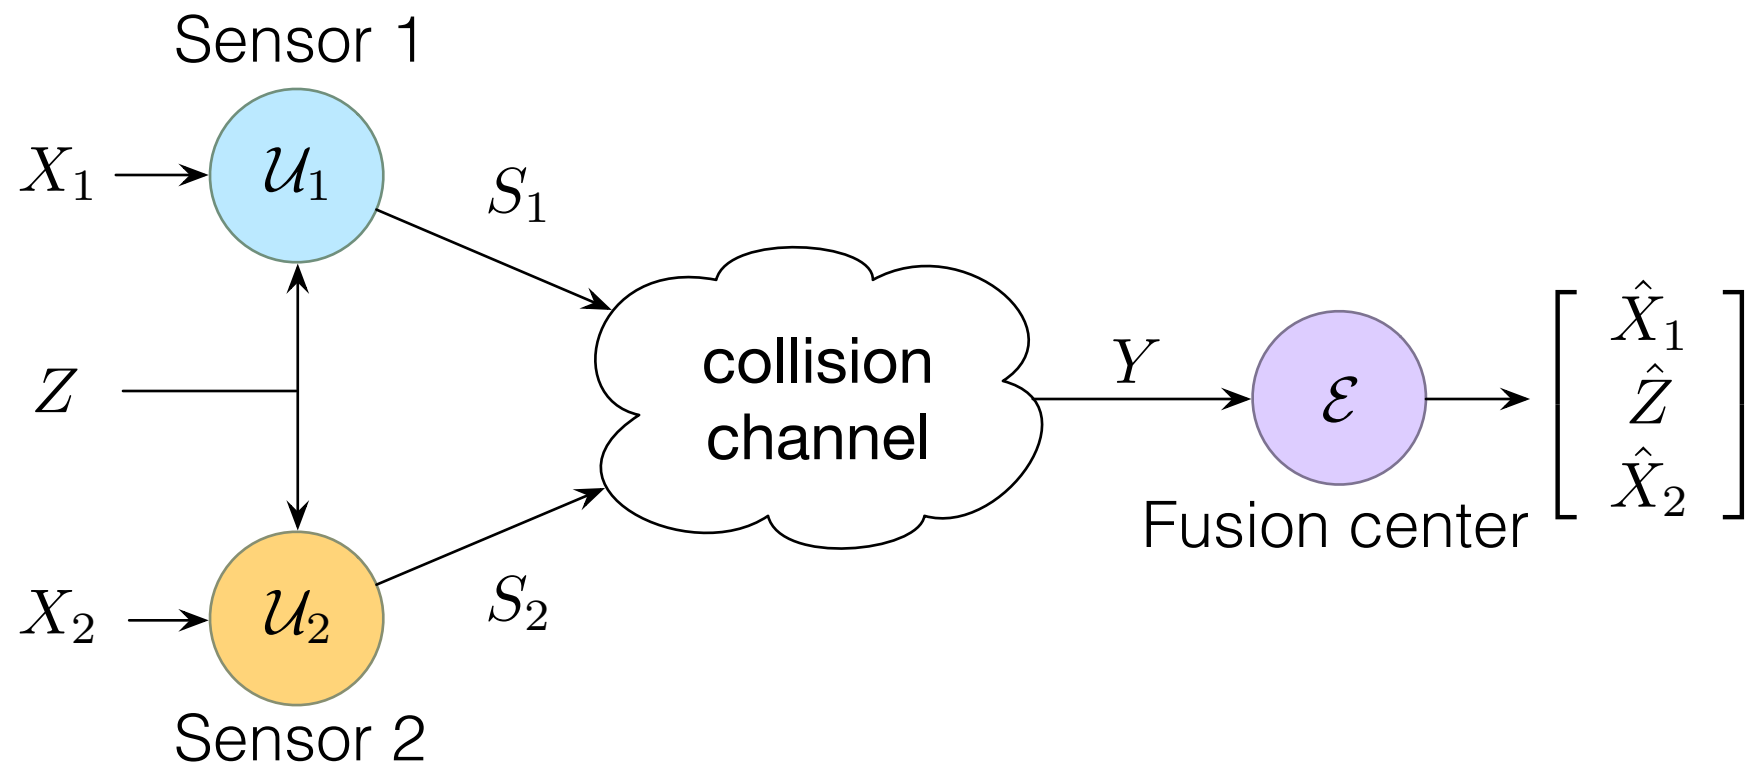 Sensor 1
X₁
𝒰₁
S₁
Z
collision
channel
Y
ℰ
X̂₁
Ẑ
X̂₂
Fusion center
X₂
𝒰₂
S₂
Sensor 2